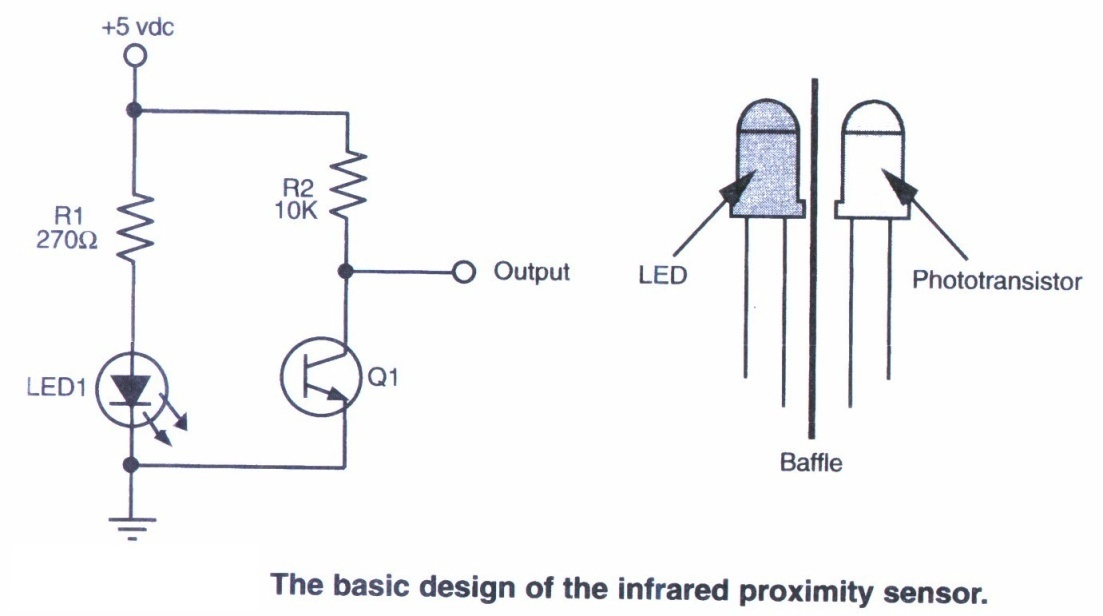 +5 vdc
R1
270Ω
R2
10K
Output
LED1
Q1
LED
Phototransistor
Baffle
The basic design of the infrared proximity sensor.